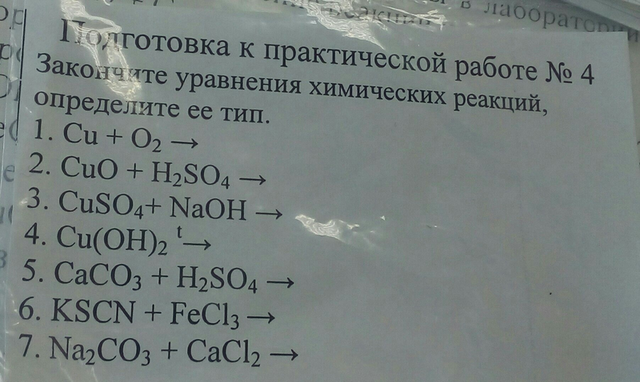 в лаборатории
Подготовка к практической работе № 4
Закончите уравнения химических реакций,
определите ее тип.
1. Cu + O₂ →
2. CuO + H₂SO₄ →
3. CuSO₄+ NaOH →
4. Cu(OH)₂ ᵗ→
5. CaCO₃ + H₂SO₄ →
6. KSCN + FeCl₃ →
7. Na₂CO₃ + CaCl₂ →